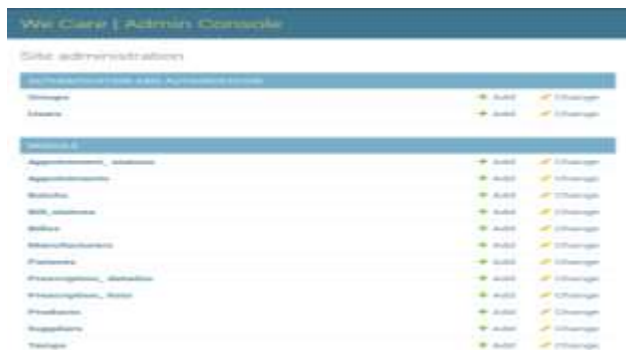 We Care | Admin Console
Site administration
AUTHENTICATION AND AUTHORIZATION
Groups + Add Change
Users + Add Change
MODULE
Appointment_statuss + Add Change
Appointments + Add Change
Batchs + Add Change
Bill_statuss + Add Change
Billss + Add Change
Manufacturers + Add Change
Patients + Add Change
Prescription_details + Add Change
Prescription_lists + Add Change
Products + Add Change
Suppliers + Add Change
+ Add Change